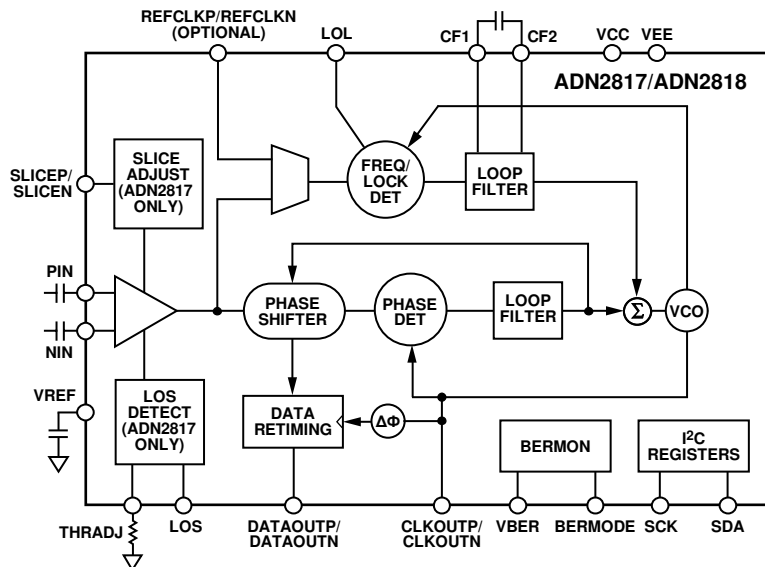 REFCLKP/REFCLKN
(OPTIONAL)
LOL
CF1
CF2
VCC
VEE
ADN2817/ADN2818
SLICEP/
SLICEN
SLICE
ADJUST
(ADN2817
ONLY)
FREQ/
LOCK
DET
LOOP
FILTER
PIN
NIN
PHASE
SHIFTER
PHASE
DET
LOOP
FILTER
Σ
VCO
VREF
LOS
DETECT
(ADN2817
ONLY)
DATA
RETIMING
ΔΦ
BERMON
I²C
REGISTERS
THRADJ
LOS
DATAOUTP/
DATAOUTN
CLKOUTP/
CLKOUTN
VBER
BERMODE
SCK
SDA